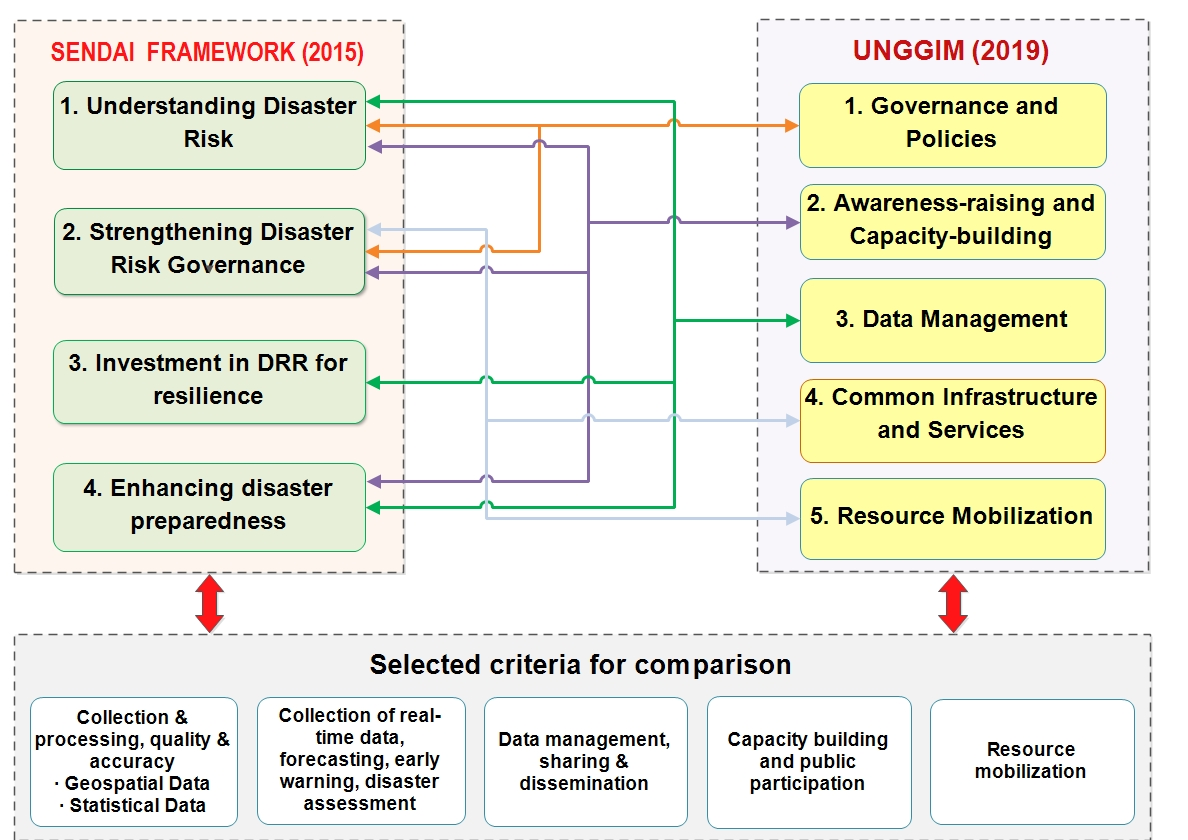 SENDAI FRAMEWORK (2015)
1. Understanding Disaster
Risk
2. Strengthening Disaster
Risk Governance
3. Investment in DRR for
resilience
4. Enhancing disaster
preparedness
UNGGIM (2019)
1. Governance and
Policies
2. Awareness-raising and
Capacity-building
3. Data Management
4. Common Infrastructure
and Services
5. Resource Mobilization
Selected criteria for comparison
Collection &
processing, quality &
accuracy
· Geospatial Data
· Statistical Data
Collection of real-
time data,
forecasting, early
warning, disaster
assessment
Data management,
sharing &
dissemination
Capacity building
and public
participation
Resource
mobilization